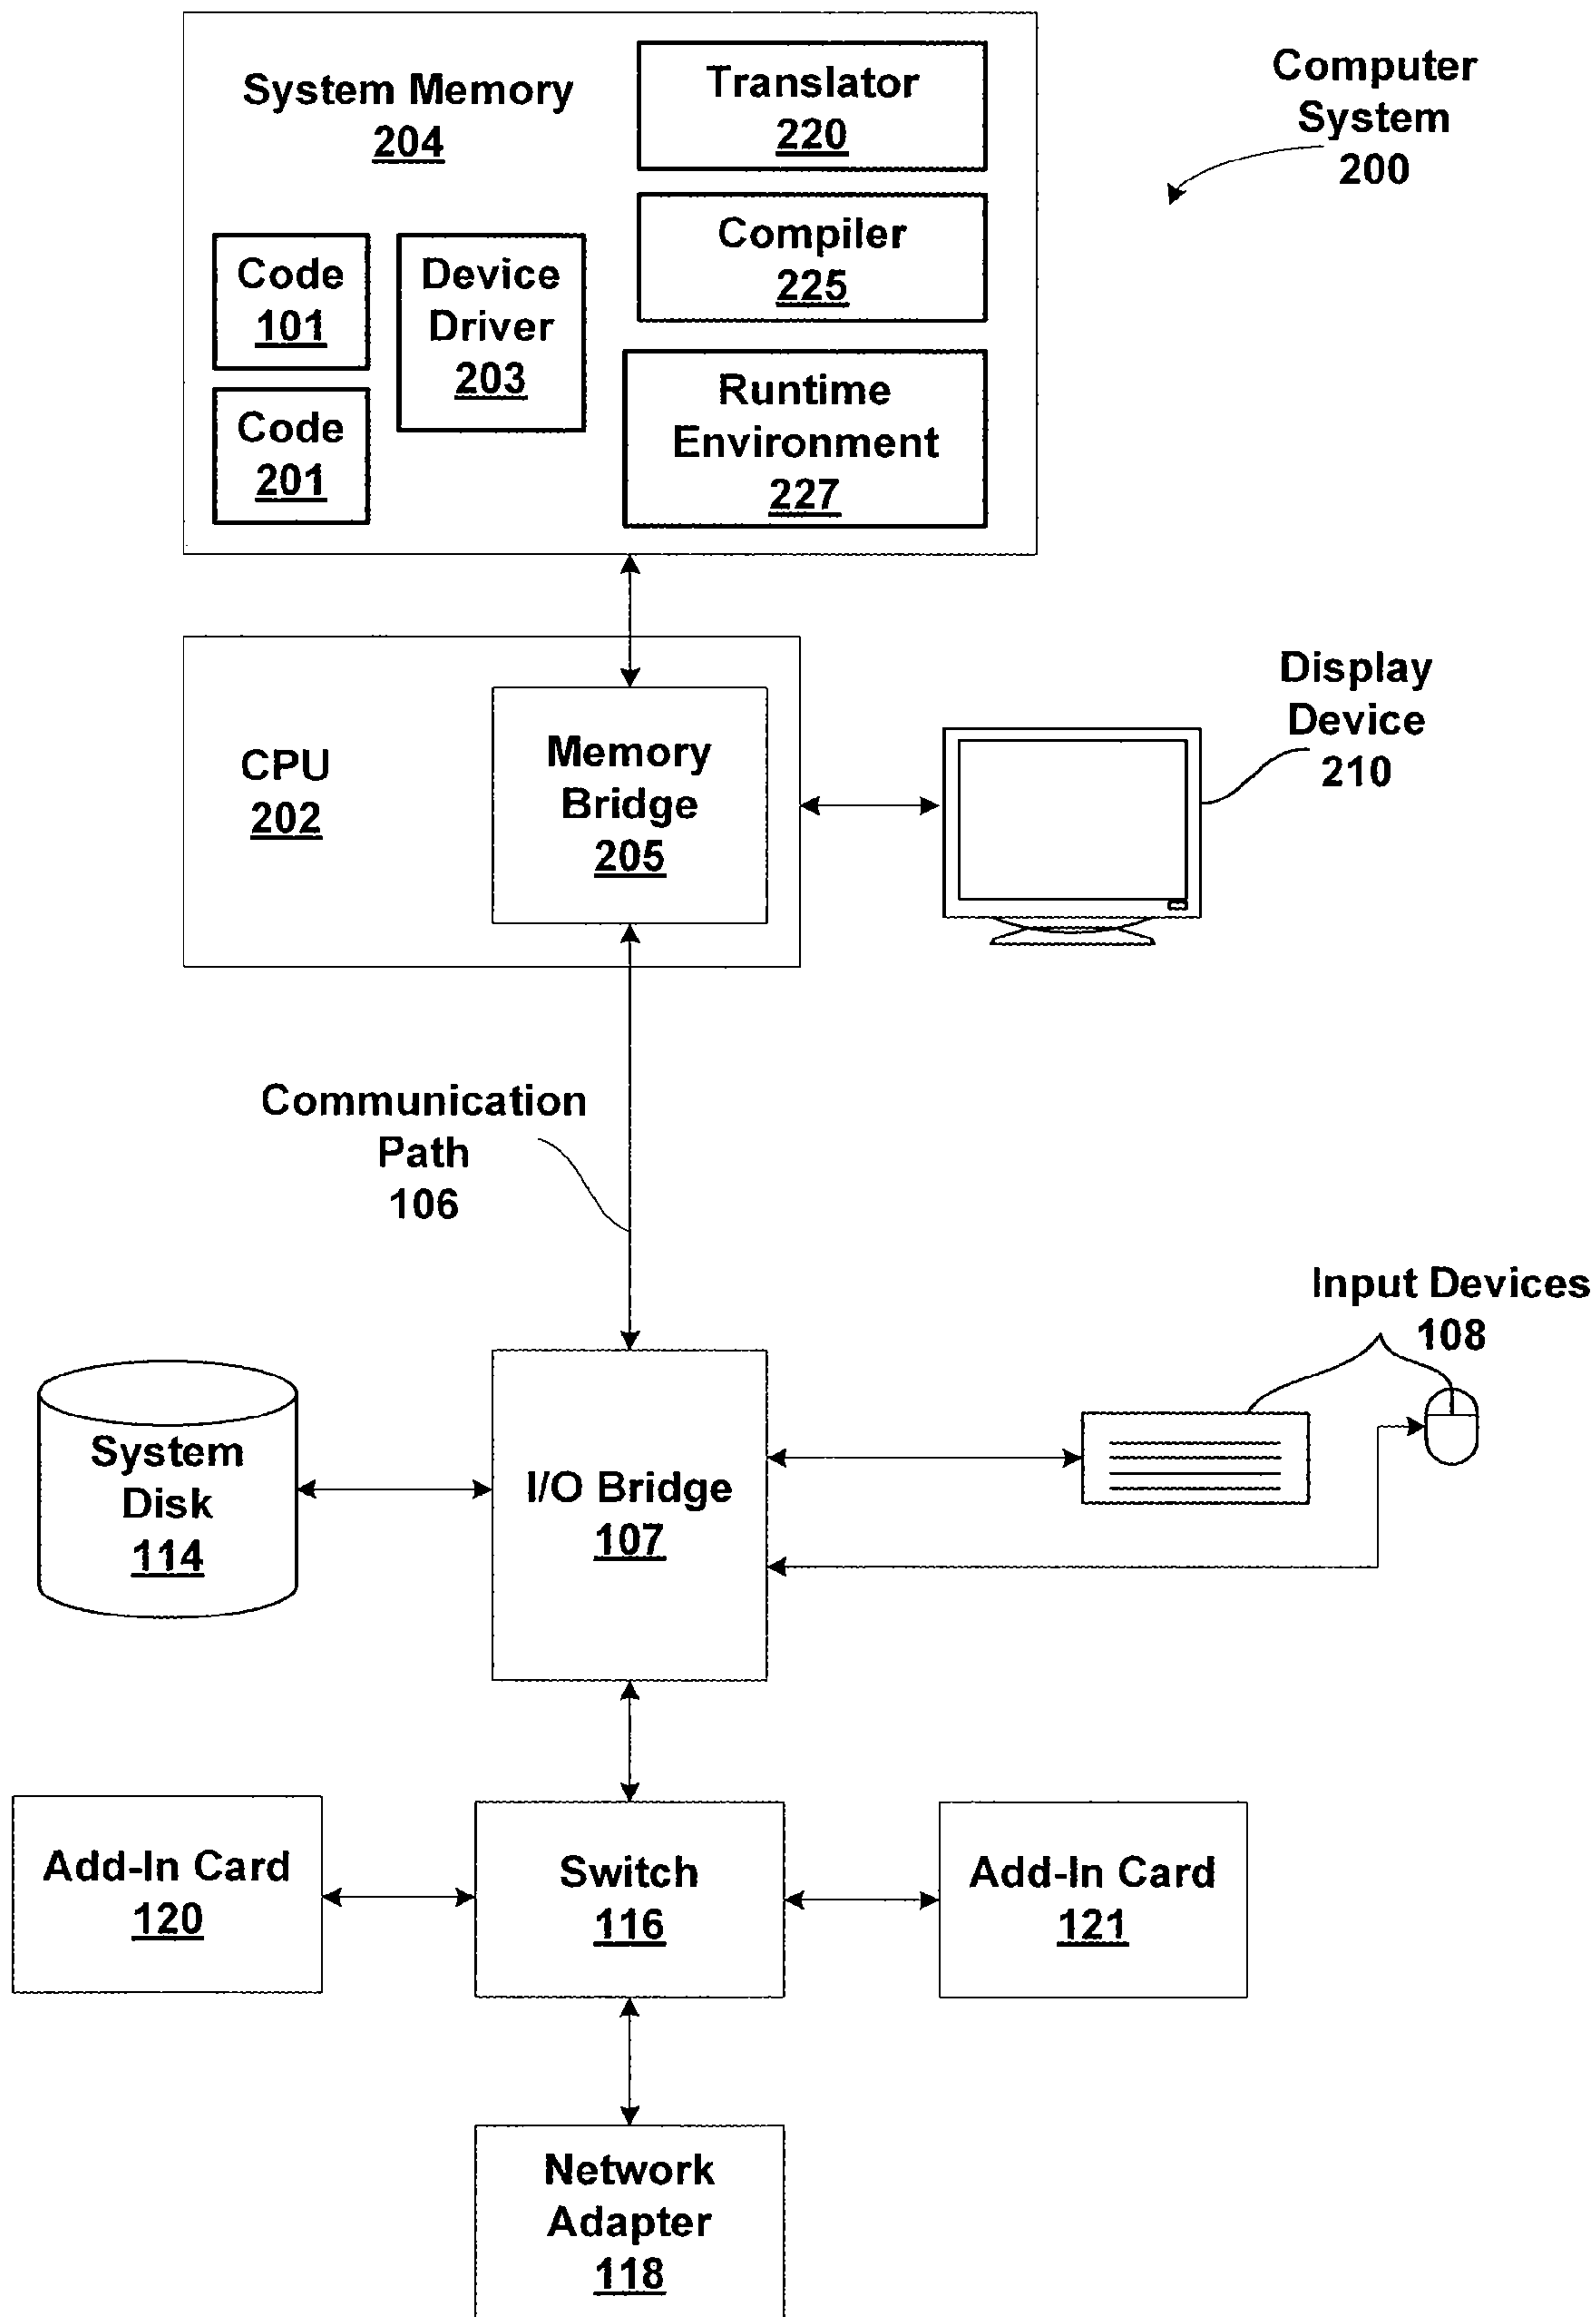 System Memory
204
Translator
220
Computer
System
200
Compiler
225
Code
101
Device
Driver
203
Code
201
Runtime
Environment
227
CPU
202
Memory
Bridge
205
Display
Device
210
Communication
Path
106
Input Devices
108
System
Disk
114
I/O Bridge
107
Add-In Card
120
Switch
116
Add-In Card
121
Network
Adapter
118